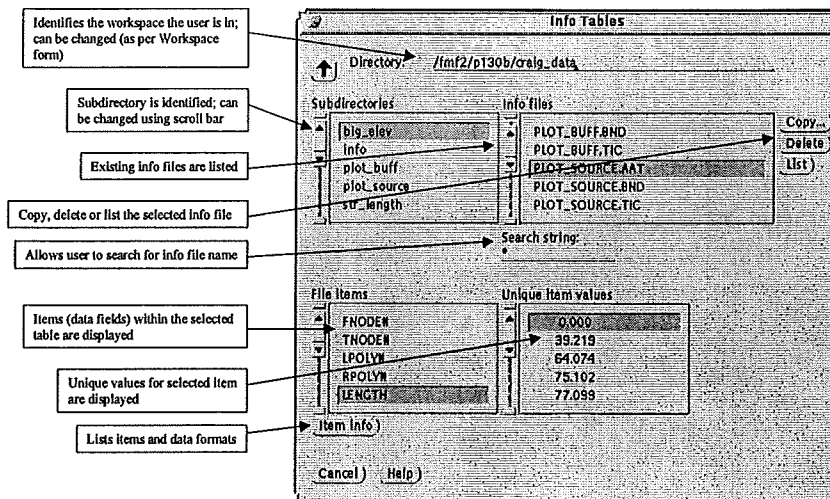 Identifies the workspace the user is in;
can be changed (as per Workspace
form)
Subdirectory is identified; can
be changed using scroll bar
Existing info files are listed
Copy, delete or list the selected info file
Allows user to search for info file name
Items (data fields) within the selected
table are displayed
Unique values for selected item
are displayed
Lists items and data formats
Info Tables
Directory: /fmf2/p130b/craig_data
Subdirectories
big_elev
info
plot_buff
plot_source
str_length
Info files
PLOT_BUFF.BND
PLOT_BUFF.TIC
PLOT_SOURCE.AAT
PLOT_SOURCE.BND
PLOT_SOURCE.TIC
Copy...
Delete
List
Search string:
*
File items
FNODE#
TNODE#
LPOLY#
RPOLY#
LENGTH
Unique item values
0.000
39.219
64.074
75.102
77.099
Item info
Cancel Help